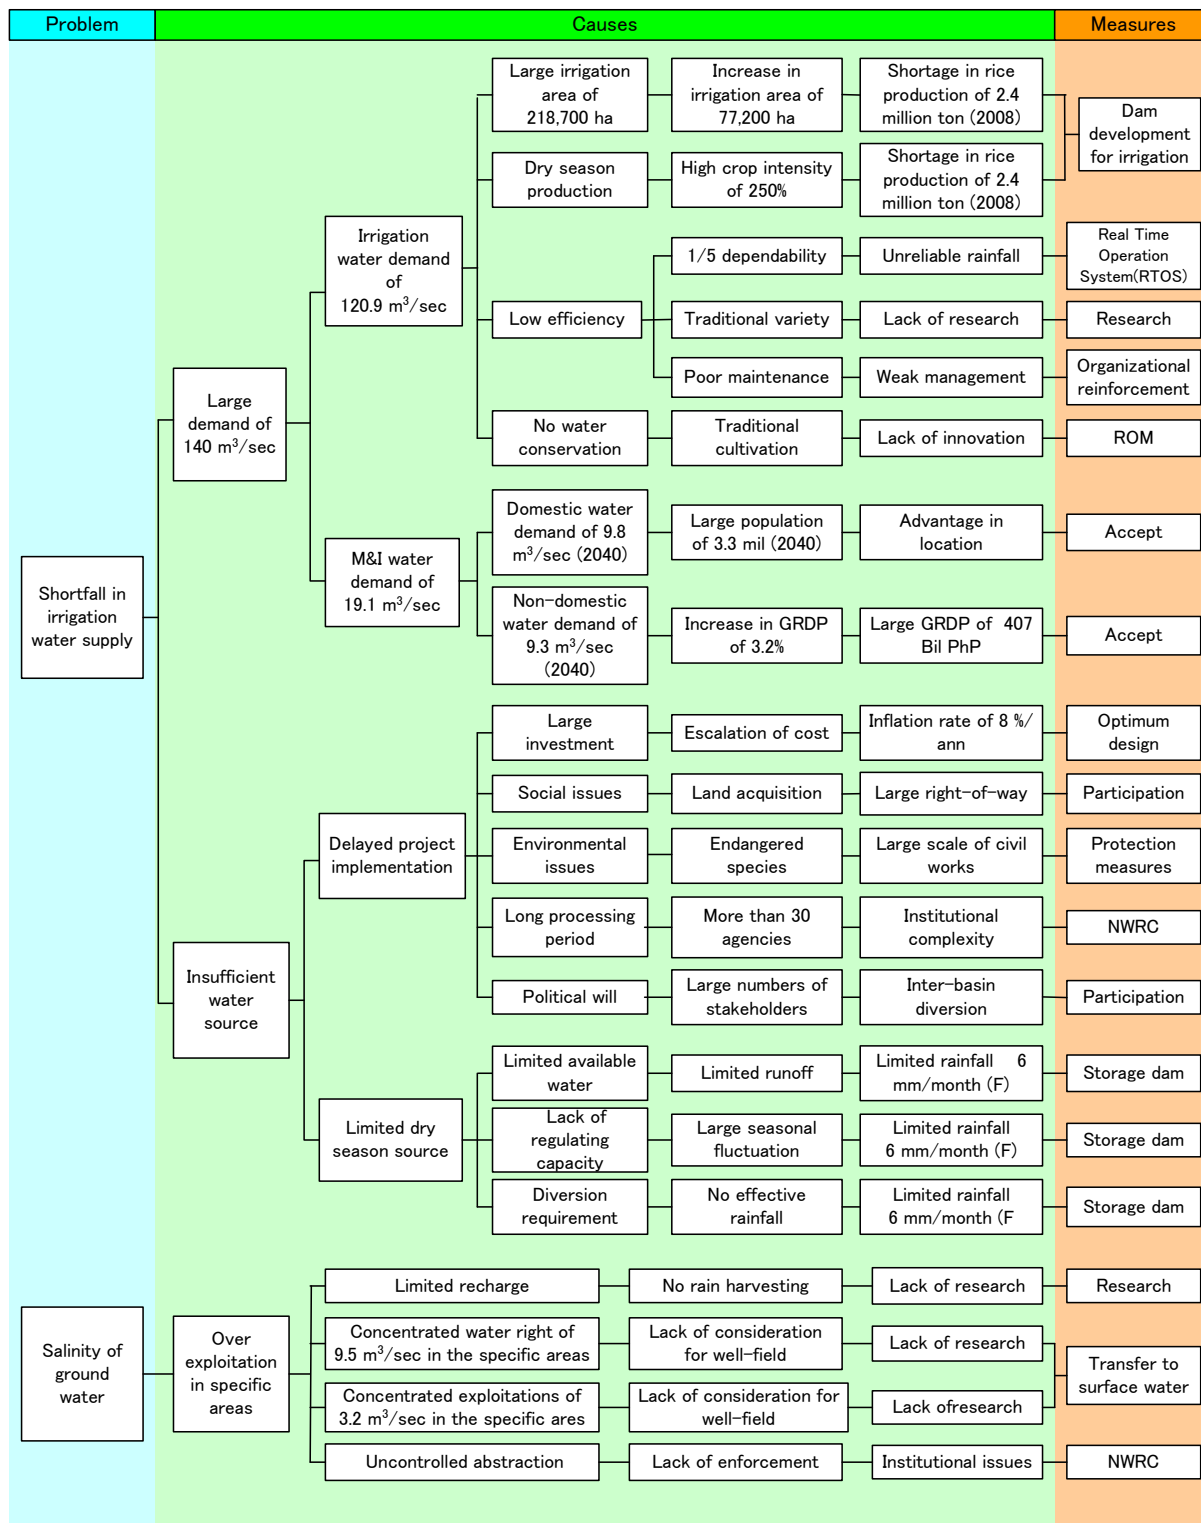 Problem
Causes
Measures
Large irrigation
area of
218,700 ha
Increase in
irrigation area of
77,200 ha
Shortage in rice
production of 2.4
million ton (2008)
Dam
development
for irrigation
Dry season
production
High crop intensity
of 250%
Shortage in rice
production of 2.4
million ton (2008)
Irrigation
water demand
of
120.9 m³/sec
1/5 dependability
Unreliable rainfall
Real Time
Operation
System(RTOS)
Low efficiency
Traditional variety
Lack of research
Research
Poor maintenance
Weak management
Organizational
reinforcement
Large
demand of
140 m³/sec
No water
conservation
Traditional
cultivation
Lack of innovation
ROM
Domestic water
demand of 9.8
m³/sec (2040)
Large population
of 3.3 mil (2040)
Advantage in
location
Accept
M&I water
demand of
19.1 m³/sec
Shortfall in
irrigation
water supply
Non-domestic
water demand of
9.3 m³/sec
(2040)
Increase in GRDP
of 3.2%
Large GRDP of 407
Bil PhP
Accept
Large
investment
Escalation of cost
Inflation rate of 8 %/
ann
Optimum
design
Social issues
Land acquisition
Large right-of-way
Participation
Delayed project
implementation
Environmental
issues
Endangered
species
Large scale of civil
works
Protection
measures
Long processing
period
More than 30
agencies
Institutional
complexity
NWRC
Insufficient
water
source
Political will
Large numbers of
stakeholders
Inter-basin
diversion
Participation
Limited available
water
Limited runoff
Limited rainfall 6
mm/month (F)
Storage dam
Limited dry
season source
Lack of
regulating
capacity
Large seasonal
fluctuation
Limited rainfall
6 mm/month (F)
Storage dam
Diversion
requirement
No effective
rainfall
Limited rainfall
6 mm/month (F
Storage dam
Limited recharge
No rain harvesting
Lack of research
Research
Salinity of
ground
water
Over
exploitation
in specific
areas
Concentrated water right of
9.5 m³/sec in the specific areas
Lack of consideration
for well-field
Lack of research
Transfer to
surface water
Concentrated exploitations of
3.2 m³/sec in the specific ares
Lack of consideration for
well-field
Lack ofresearch
Uncontrolled abstraction
Lack of enforcement
Institutional issues
NWRC